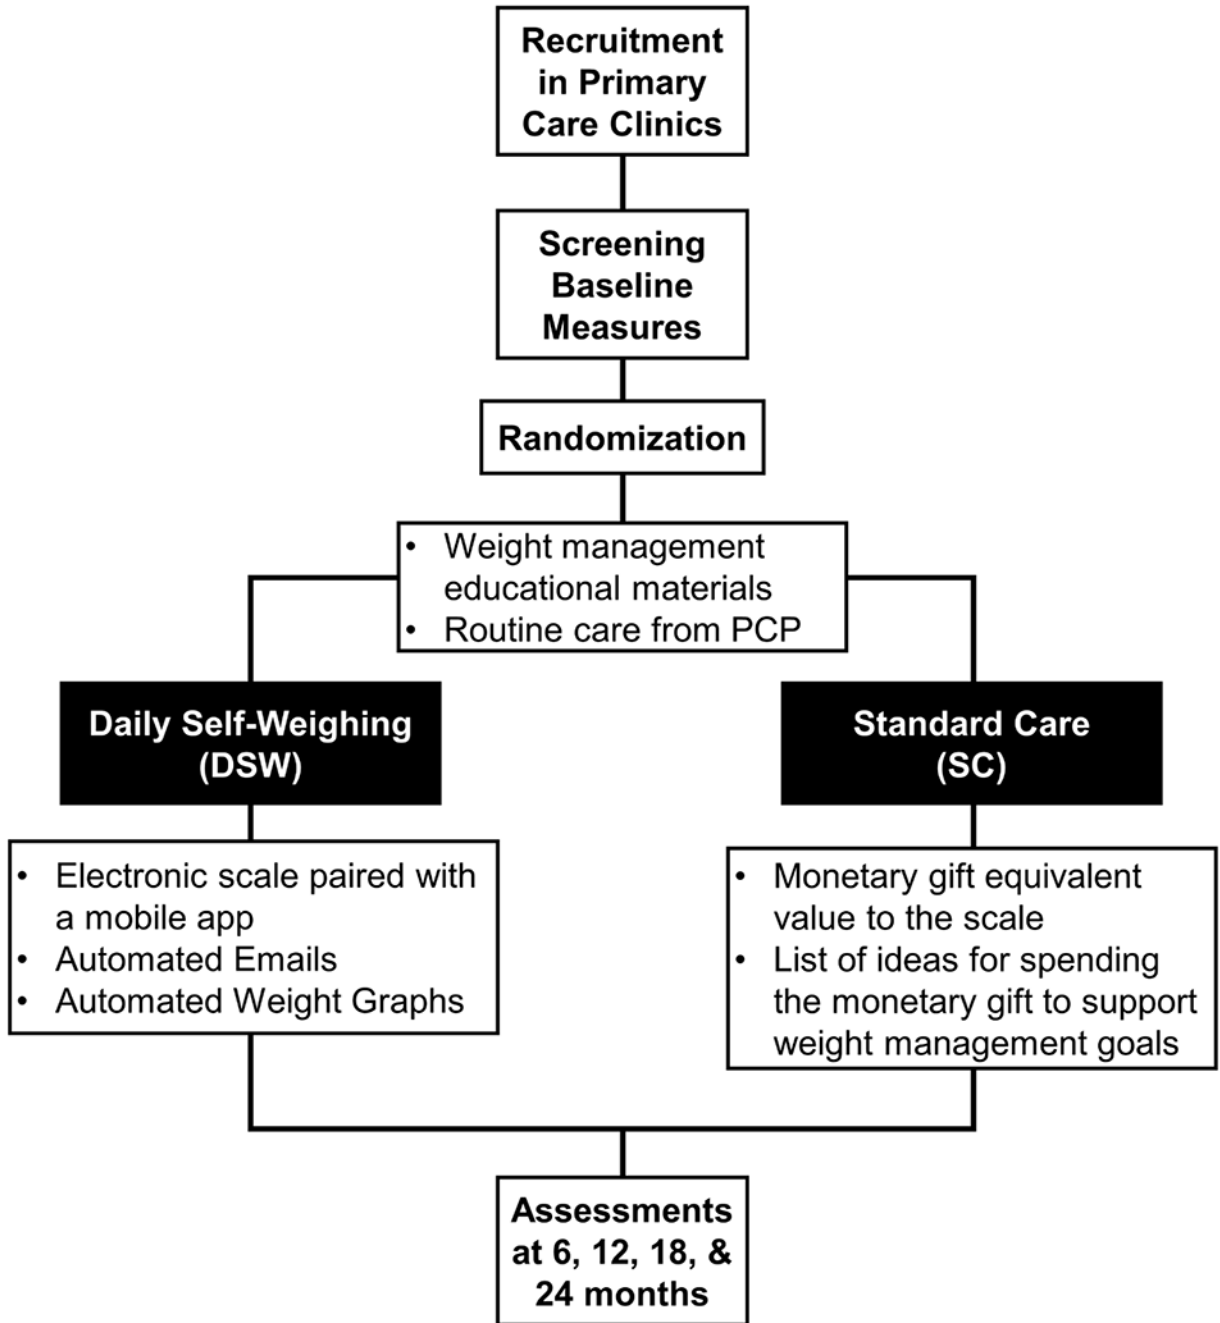 Recruitment
in Primary
Care Clinics
Screening
Baseline
Measures
Randomization
• Weight management
educational materials
• Routine care from PCP
Daily Self-Weighing
(DSW)
Standard Care
(SC)
• Electronic scale paired with
a mobile app
• Automated Emails
• Automated Weight Graphs
• Monetary gift equivalent
value to the scale
• List of ideas for spending
the monetary gift to support
weight management goals
Assessments
at 6, 12, 18, &
24 months